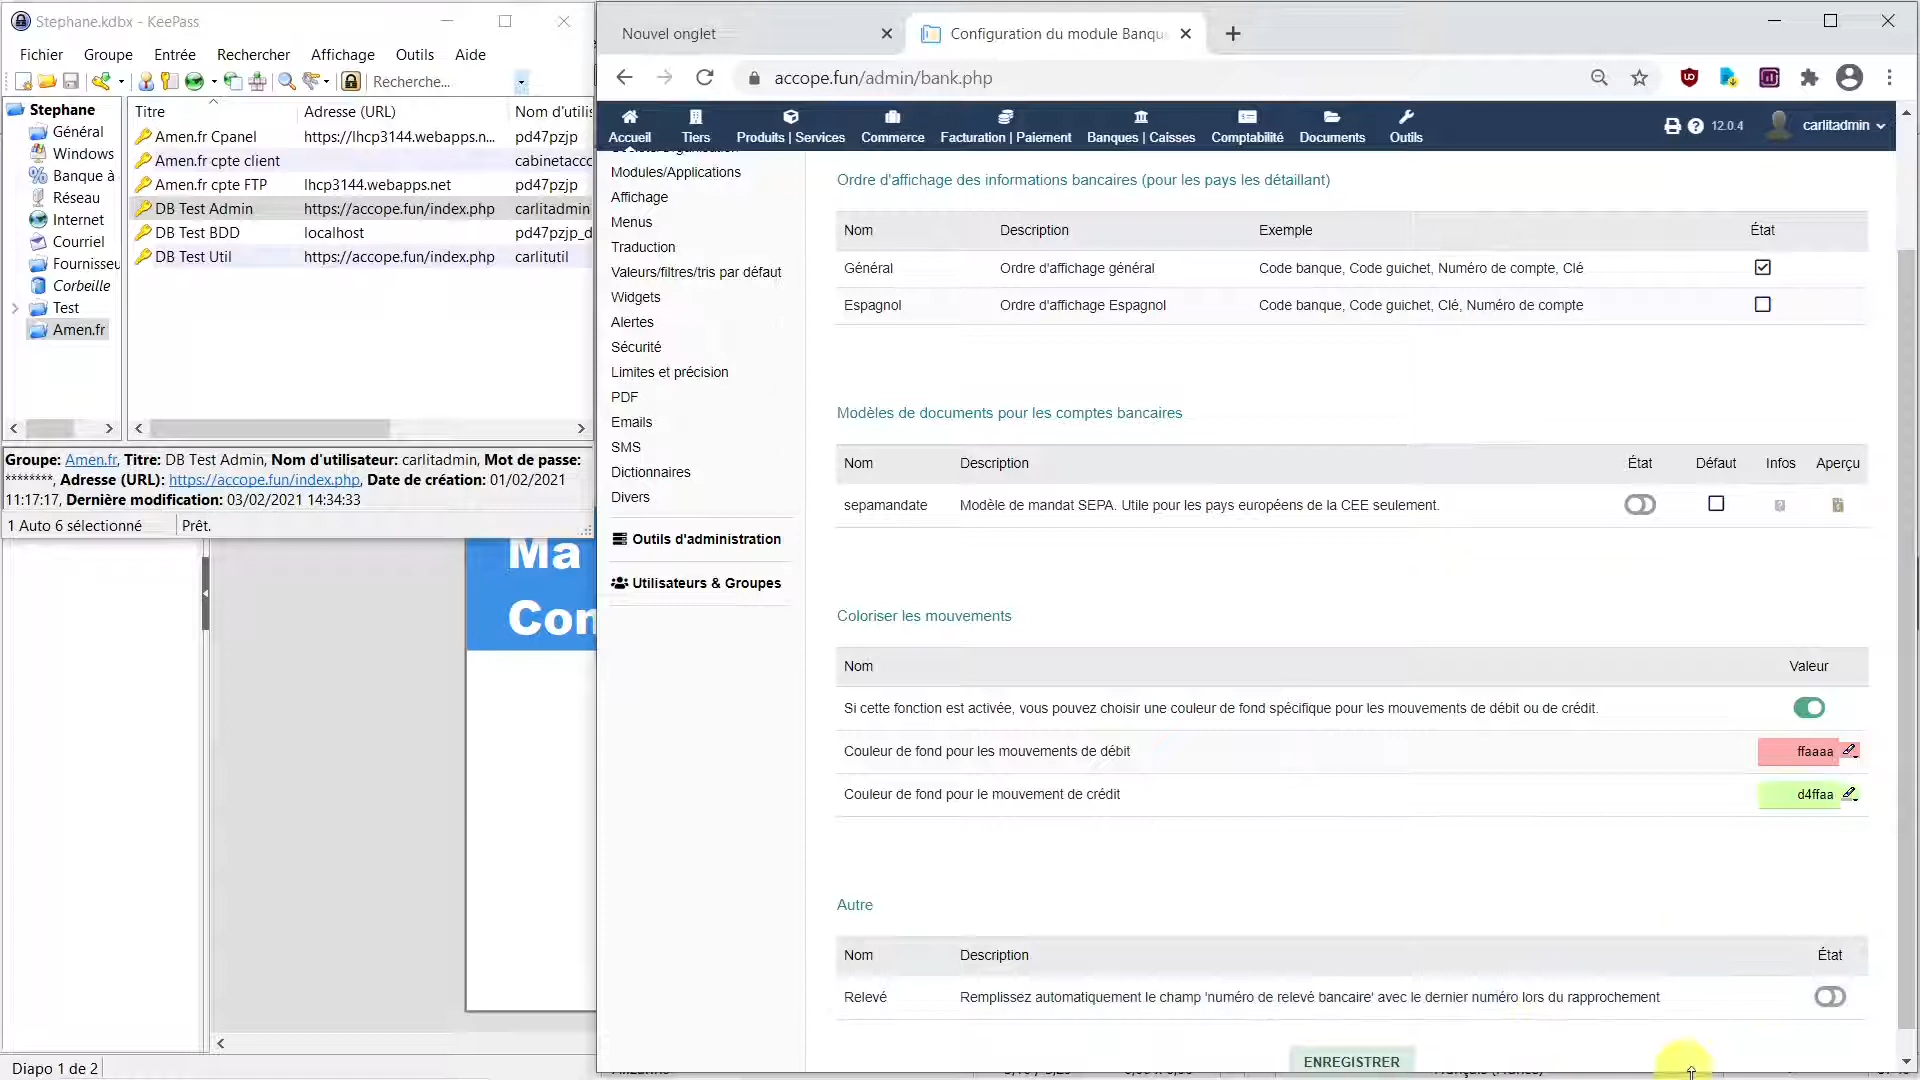 Stephane.kdbx - KeePass
Fichier Groupe Entrée Rechercher Affichage Outils Aide
Recherche...
Stephane
Général
Windows
Banque à
Réseau
Internet
Courriel
Fournisseu
Corbeille
Test
Amen.fr
Titre Adresse (URL) Nom d'utilis
Amen.fr Cpanel https://lhcp3144.webapps.n... pd47pzjp
Amen.fr cpte client cabinetacco
Amen.fr cpte FTP lhcp3144.webapps.net pd47pzjp
DB Test Admin https://accope.fun/index.php carlitadmin
DB Test BDD localhost pd47pzjp_d
DB Test Util https://accope.fun/index.php carlitutil
Groupe: Amen.fr, Titre: DB Test Admin, Nom d'utilisateur: carlitadmin, Mot de passe:
********, Adresse (URL): https://accope.fun/index.php, Date de création: 01/02/2021
11:17:17, Dernière modification: 03/02/2021 14:34:33
1 Auto 6 sélectionné Prêt.
Ma
Con
Diapo 1 de 2
Nouvel onglet
Configuration du module Banqu
accope.fun/admin/bank.php
Accueil Tiers Produits | Services Commerce Facturation | Paiement Banques | Caisses Comptabilité Documents Outils
12.0.4 carlitadmin
Modules/Applications
Affichage
Menus
Traduction
Valeurs/filtres/tris par défaut
Widgets
Alertes
Sécurité
Limites et précision
PDF
Emails
SMS
Dictionnaires
Divers
Outils d'administration
Utilisateurs & Groupes
Ordre d'affichage des informations bancaires (pour les pays les détaillant)
Nom Description Exemple État
Général Ordre d'affichage général Code banque, Code guichet, Numéro de compte, Clé
Espagnol Ordre d'affichage Espagnol Code banque, Code guichet, Clé, Numéro de compte
Modèles de documents pour les comptes bancaires
Nom Description État Défaut Infos Aperçu
sepamandate Modèle de mandat SEPA. Utile pour les pays européens de la CEE seulement.
Coloriser les mouvements
Nom Valeur
Si cette fonction est activée, vous pouvez choisir une couleur de fond spécifique pour les mouvements de débit ou de crédit.
Couleur de fond pour les mouvements de débit ffaaaa
Couleur de fond pour le mouvement de crédit d4ffaa
Autre
Nom Description État
Relevé Remplissez automatiquement le champ 'numéro de relevé bancaire' avec le dernier numéro lors du rapprochement
ENREGISTRER